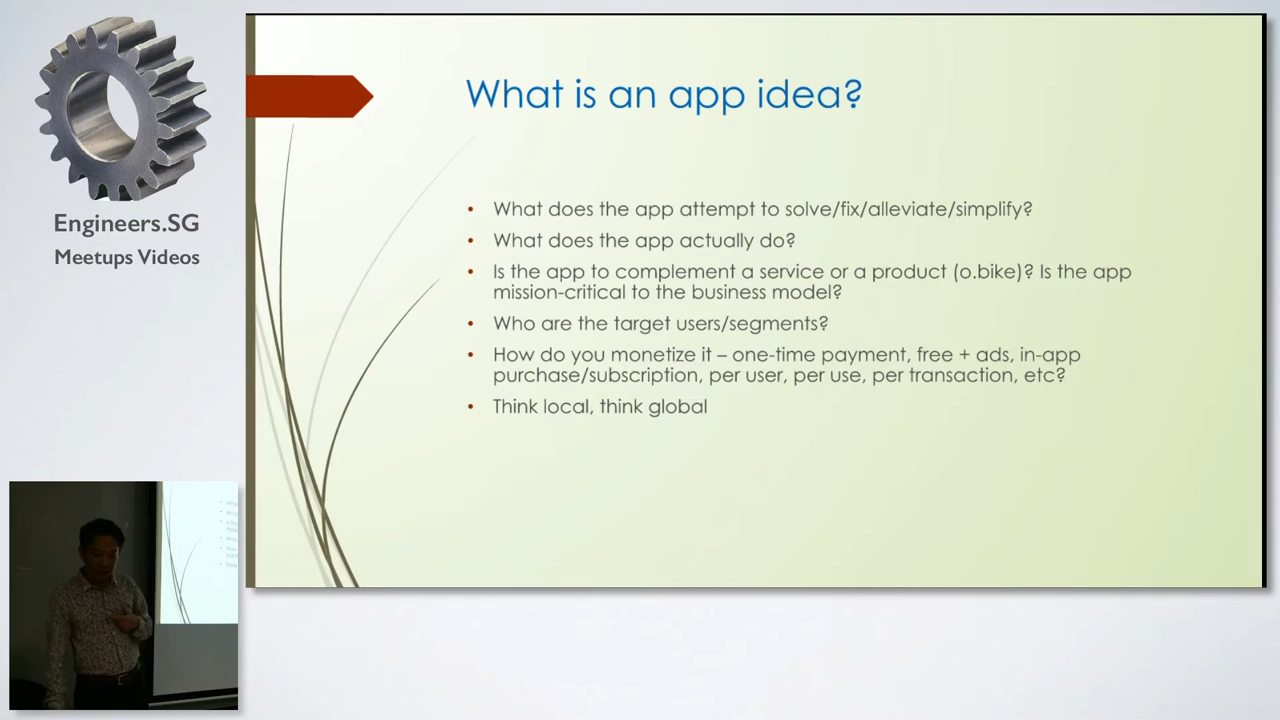 Engineers.SG
Meetups Videos
What is an app idea?
• What does the app attempt to solve/fix/alleviate/simplify?
• What does the app actually do?
• Is the app to complement a service or a product (o.bike)? Is the app
mission-critical to the business model?
• Who are the target users/segments?
• How do you monetize it – one-time payment, free + ads, in-app
purchase/subscription, per user, per use, per transaction, etc?
• Think local, think global